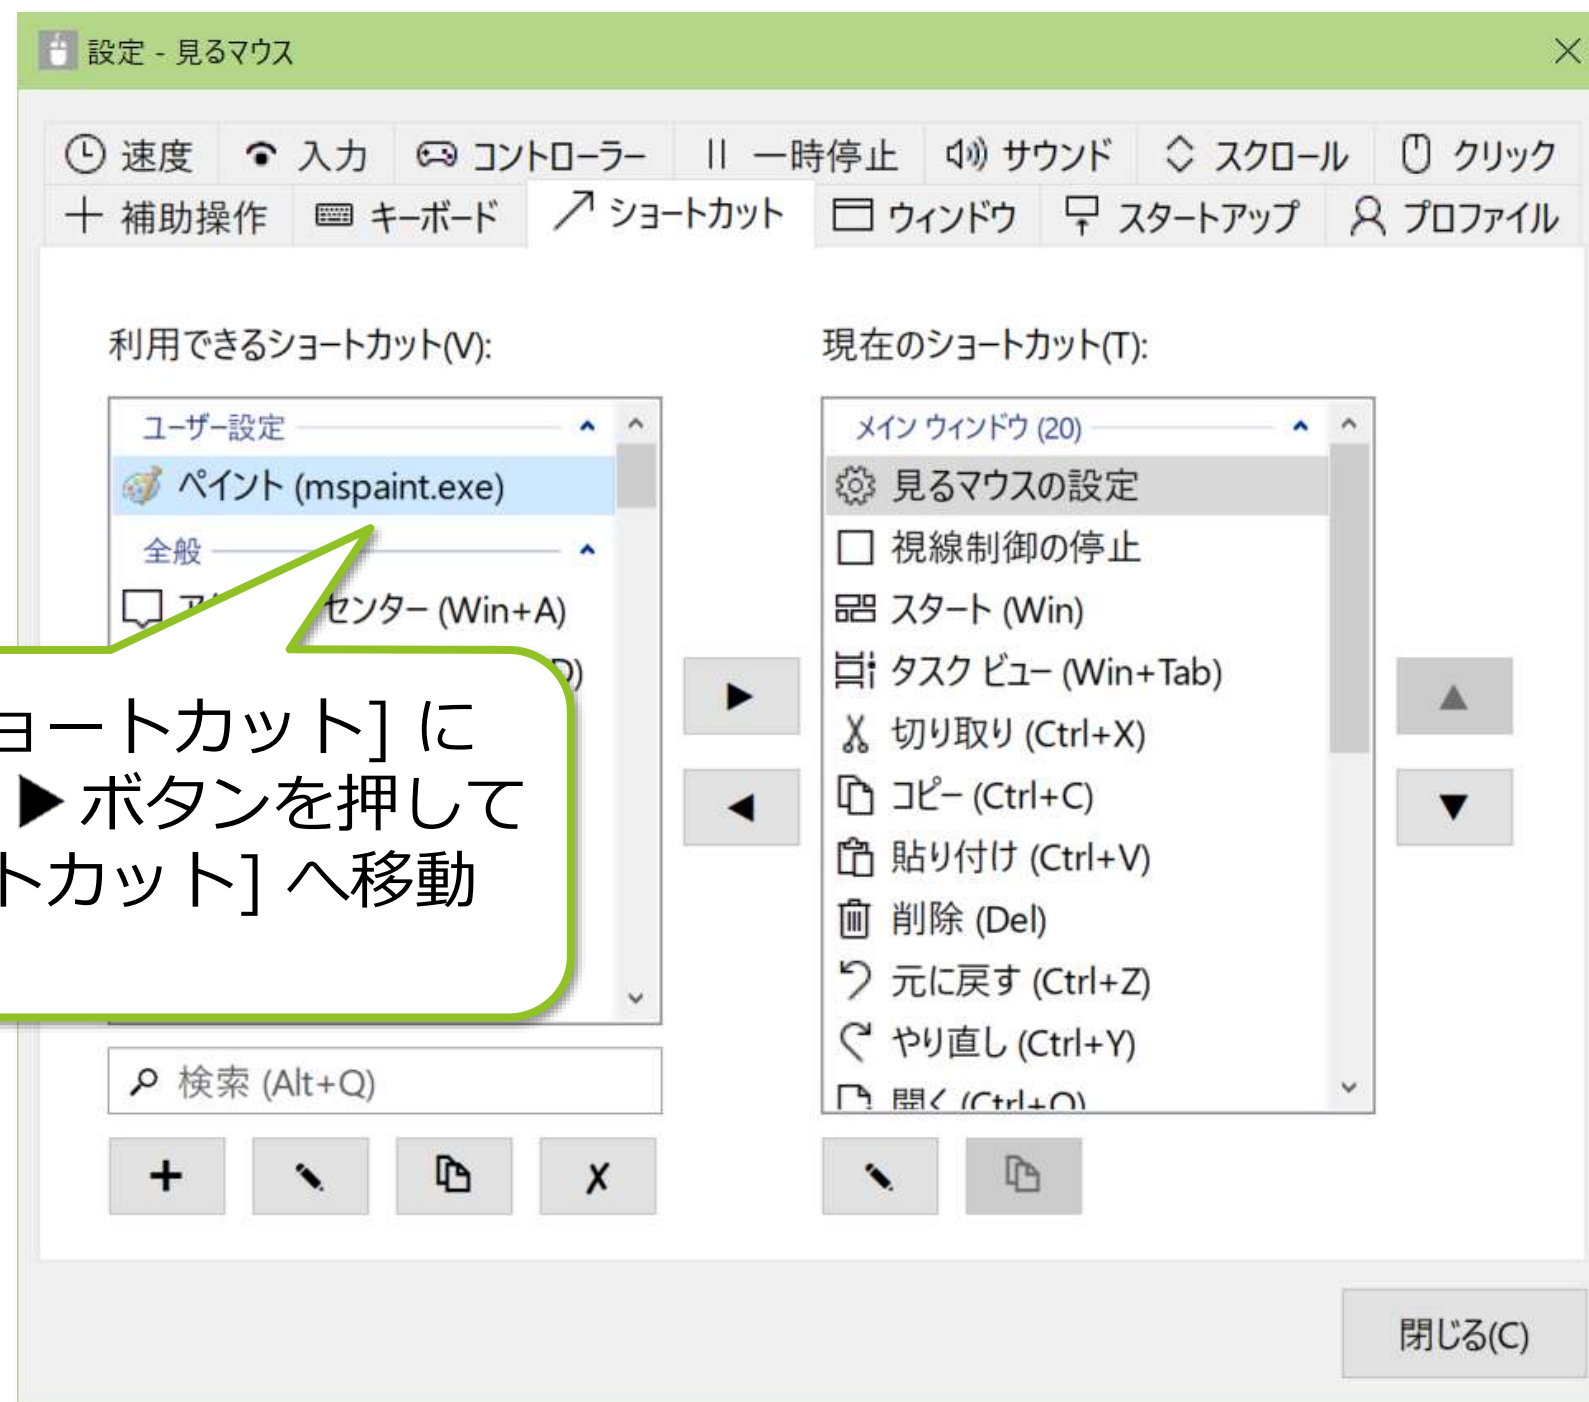 設定 - 見るマウス
速度 入力 コントローラー 一時停止 サウンド スクロール クリック
補助操作 キーボード ショートカット ウィンドウ スタートアップ プロファイル
利用できるショートカット(V):
ユーザー設定
ペイント (mspaint.exe)
全般
センター (Win+A)
ョートカット] に
▶ ボタンを押して
トカット] へ移動
検索 (Alt+Q)
現在のショートカット(T):
メイン ウィンドウ (20)
見るマウスの設定
視線制御の停止
スタート (Win)
タスク ビュー (Win+Tab)
切り取り (Ctrl+X)
コピー (Ctrl+C)
貼り付け (Ctrl+V)
削除 (Del)
元に戻す (Ctrl+Z)
やり直し (Ctrl+Y)
開く (Ctrl+O)
閉じる(C)